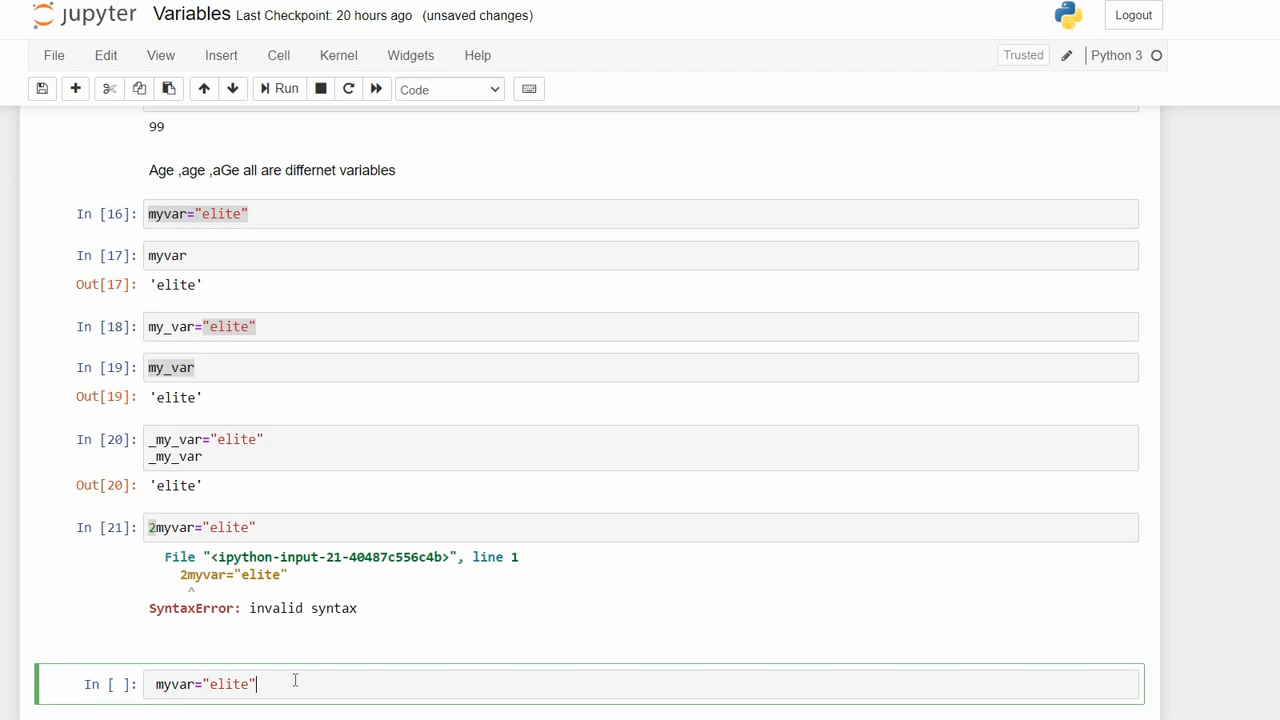 jupyter Variables Last Checkpoint: 20 hours ago (unsaved changes) Logout
File Edit View Insert Cell Kernel Widgets Help Trusted Python 3
Run Code
99
Age ,age ,aGe all are differnet variables
In [16]: myvar="elite"
In [17]: myvar
Out[17]: 'elite'
In [18]: my_var="elite"
In [19]: my_var
Out[19]: 'elite'
In [20]: _my_var="elite"
_my_var
Out[20]: 'elite'
In [21]: 2myvar="elite"
File "<ipython-input-21-40487c556c4b>", line 1
2myvar="elite"
^
SyntaxError: invalid syntax
In [ ]: myvar="elite"